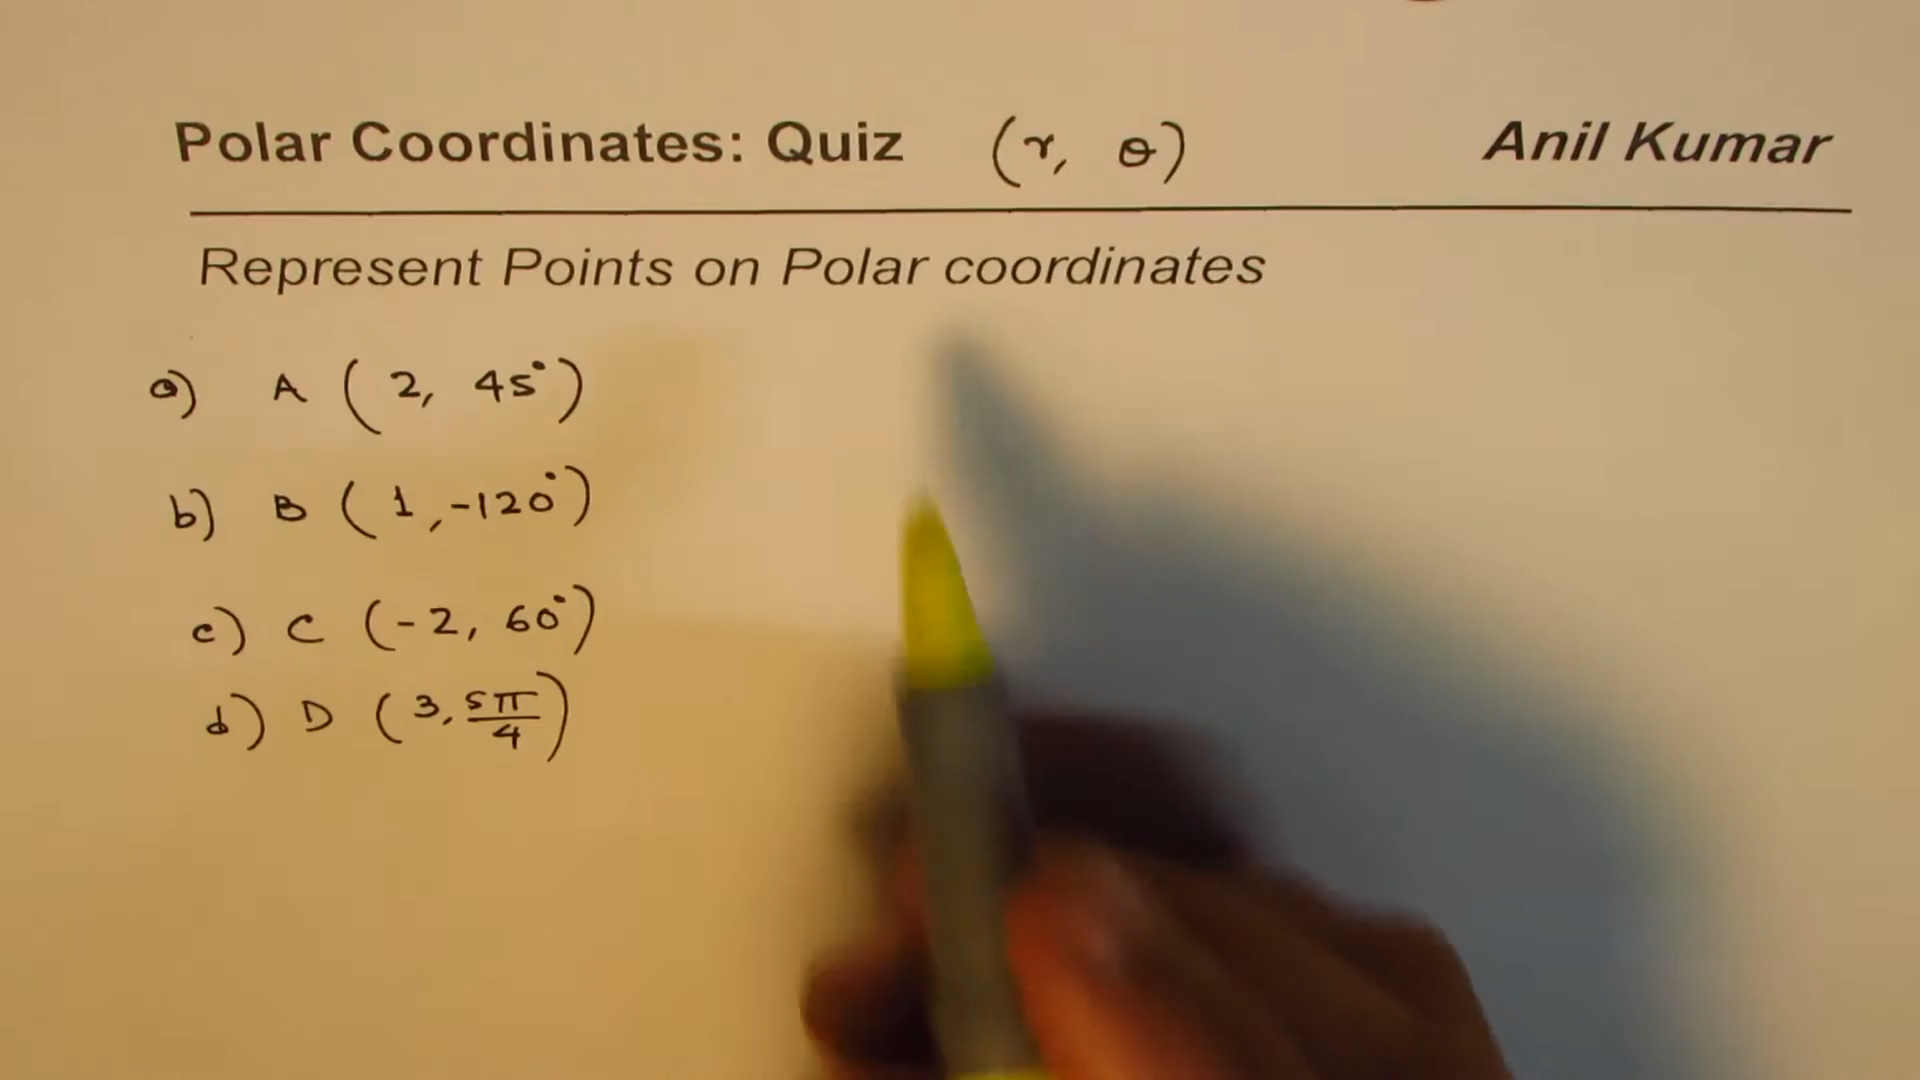 Polar Coordinates: Quiz (r, θ) Anil Kumar
Represent Points on Polar coordinates
a) A (2, 45°)
b) B (1, -120°)
c) C (-2, 60°)
d) D (3, 5π/4)